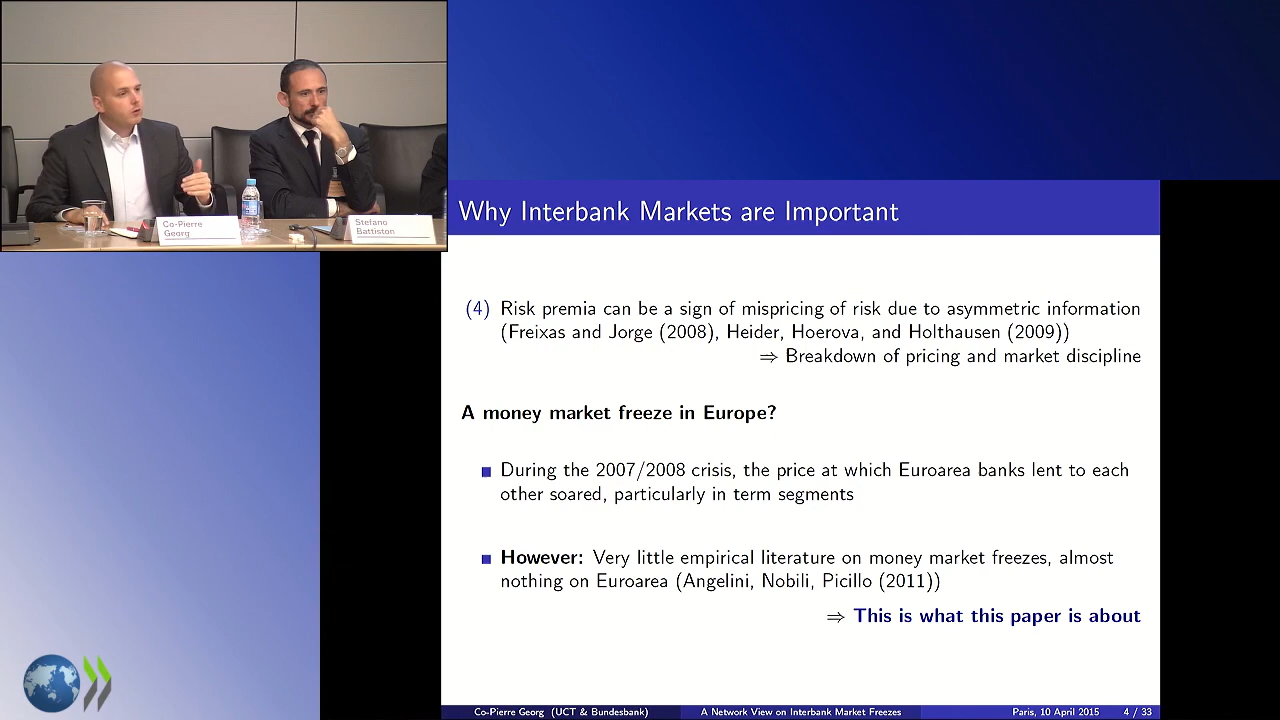 Co-Pierre
Georg
Stefano
Battiston
Why Interbank Markets are Important
(4) Risk premia can be a sign of mispricing of risk due to asymmetric information
(Freixas and Jorge (2008), Heider, Hoerova, and Holthausen (2009))
⇒ Breakdown of pricing and market discipline
A money market freeze in Europe?
During the 2007/2008 crisis, the price at which Euroarea banks lent to each
other soared, particularly in term segments
However: Very little empirical literature on money market freezes, almost
nothing on Euroarea (Angelini, Nobili, Picillo (2011))
⇒ This is what this paper is about
Co-Pierre Georg (UCT & Bundesbank) A Network View on Interbank Market Freezes Paris, 10 April 2015 4 / 33